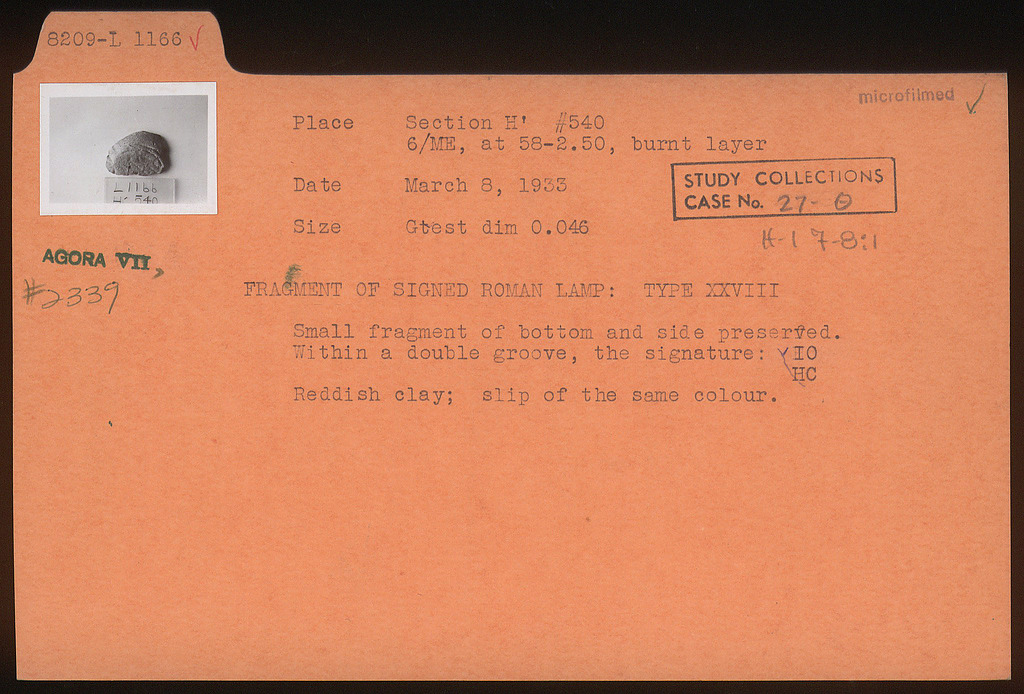 8209-L 1166 √
microfilmed √
L 1166
H' 540
Place Section H' #540
6/ME, at 58-2.50, burnt layer
Date March 8, 1933
STUDY COLLECTIONS
CASE No. 27-Θ
Size Gtest dim 0.046
H-I 7-8:1
AGORA VII,
#2339
FRAGMENT OF SIGNED ROMAN LAMP: TYPE XXVIII
Small fragment of bottom and side preserved.
Within a double groove, the signature: YIO
HC
Reddish clay; slip of the same colour.